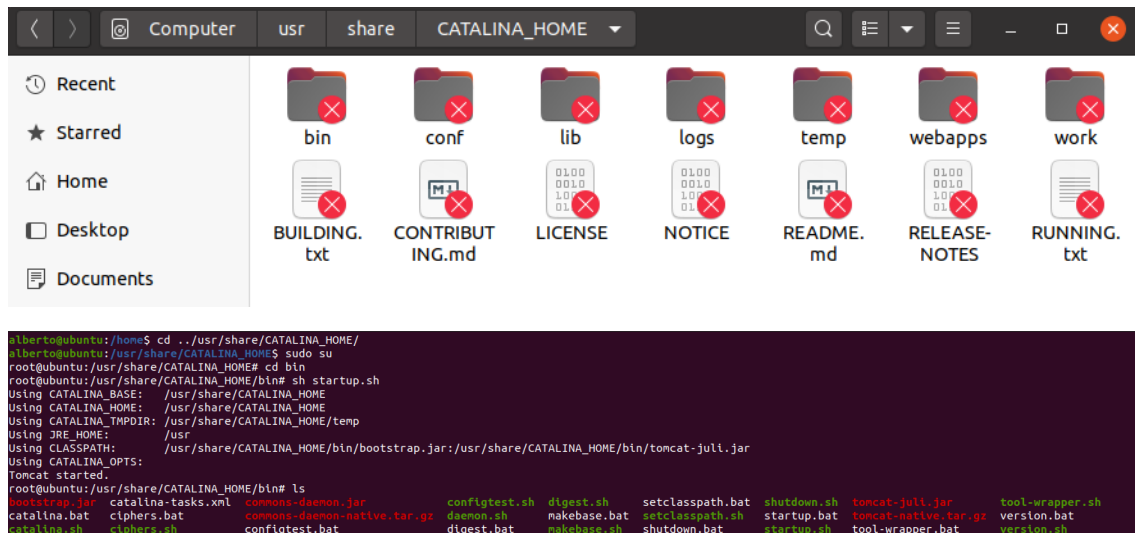 Computer usr share CATALINA_HOME
Recent
Starred
Home
Desktop
Documents
bin conf lib logs temp webapps work
BUILDING. CONTRIBUT LICENSE NOTICE README. RELEASE- RUNNING.
txt ING.md md NOTES txt
alberto@ubuntu:/home$ cd ../usr/share/CATALINA_HOME/
alberto@ubuntu:/usr/share/CATALINA_HOME$ sudo su
root@ubuntu:/usr/share/CATALINA_HOME# cd bin
root@ubuntu:/usr/share/CATALINA_HOME/bin# sh startup.sh
Using CATALINA_BASE:   /usr/share/CATALINA_HOME
Using CATALINA_HOME:   /usr/share/CATALINA_HOME
Using CATALINA_TMPDIR: /usr/share/CATALINA_HOME/temp
Using JRE_HOME:        /usr
Using CLASSPATH:       /usr/share/CATALINA_HOME/bin/bootstrap.jar:/usr/share/CATALINA_HOME/bin/tomcat-juli.jar
Using CATALINA_OPTS:
Tomcat started.
root@ubuntu:/usr/share/CATALINA_HOME/bin# ls
bootstrap.jar catalina-tasks.xml commons-daemon.jar configtest.sh digest.sh setclasspath.bat shutdown.sh tomcat-juli.jar tool-wrapper.sh
catalina.bat ciphers.bat commons-daemon-native.tar.gz daemon.sh makebase.bat setclasspath.sh startup.bat tomcat-native.tar.gz version.bat
catalina.sh ciphers.sh configtest.bat digest.bat makebase.sh shutdown.bat startup.sh tool-wrapper.bat version.sh